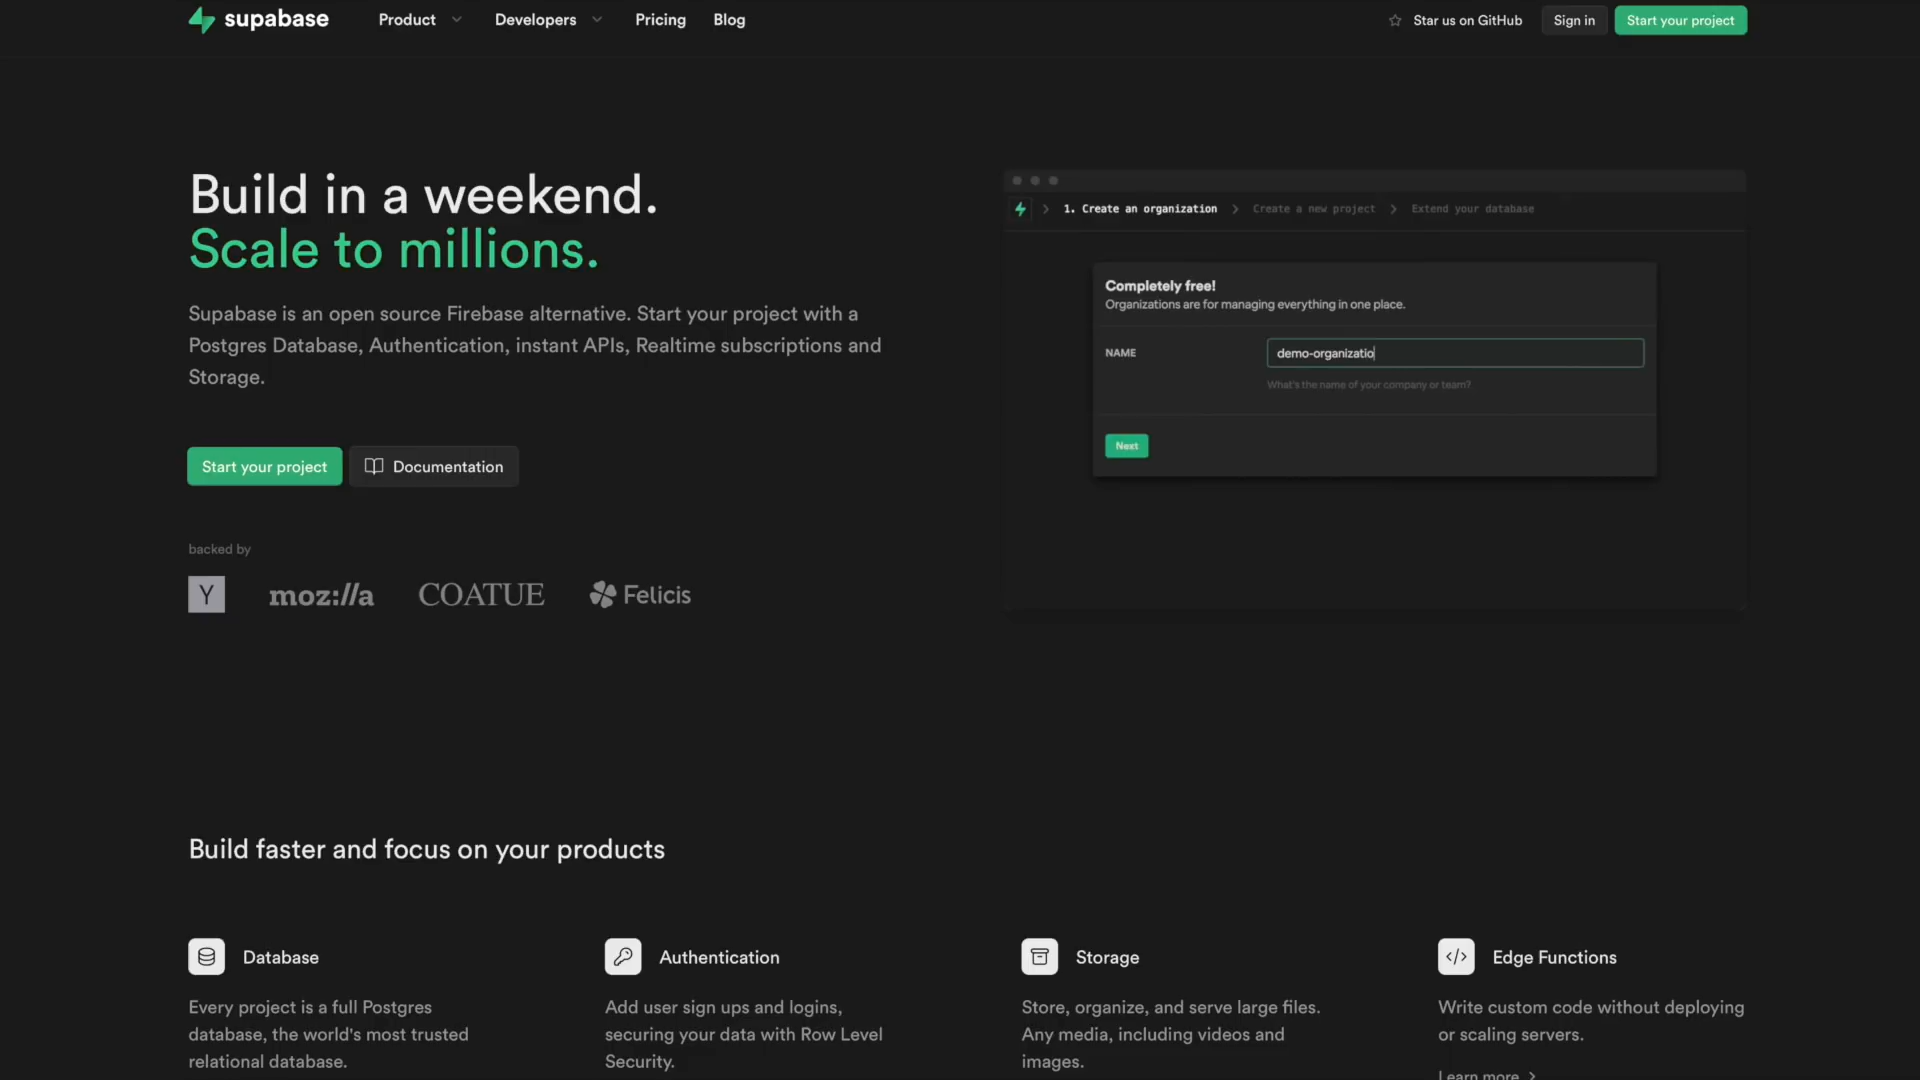 supabase
Product
Developers
Pricing
Blog
Star us on GitHub
Sign in
Start your project
Build in a weekend.
Scale to millions.
Supabase is an open source Firebase alternative. Start your project with a
Postgres Database, Authentication, instant APIs, Realtime subscriptions and
Storage.
Start your project
Documentation
backed by
Y
moz://a
COATUE
Felicis
1. Create an organization
Create a new project
Extend your database
Completely free!
Organizations are for managing everything in one place.
NAME
demo-organizatio
What's the name of your company or team?
Next
Build faster and focus on your products
Database
Every project is a full Postgres
database, the world's most trusted
relational database.
Authentication
Add user sign ups and logins,
securing your data with Row Level
Security.
Storage
Store, organize, and serve large files.
Any media, including videos and
images.
Edge Functions
Write custom code without deploying
or scaling servers.
Learn more